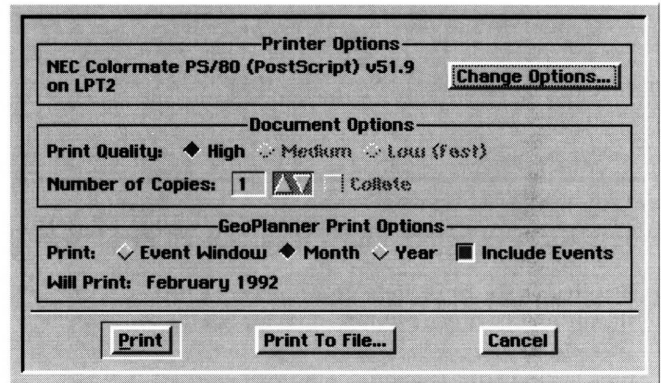 Printer Options
NEC Colormate PS/80 (PostScript) v51.9
on LPT2
Change Options...
Document Options
Print Quality: High Medium Low (fast)
Number of Copies: 1 Collate
GeoPlanner Print Options
Print: Event Window Month Year Include Events
Will Print: February 1992
Print Print To File... Cancel